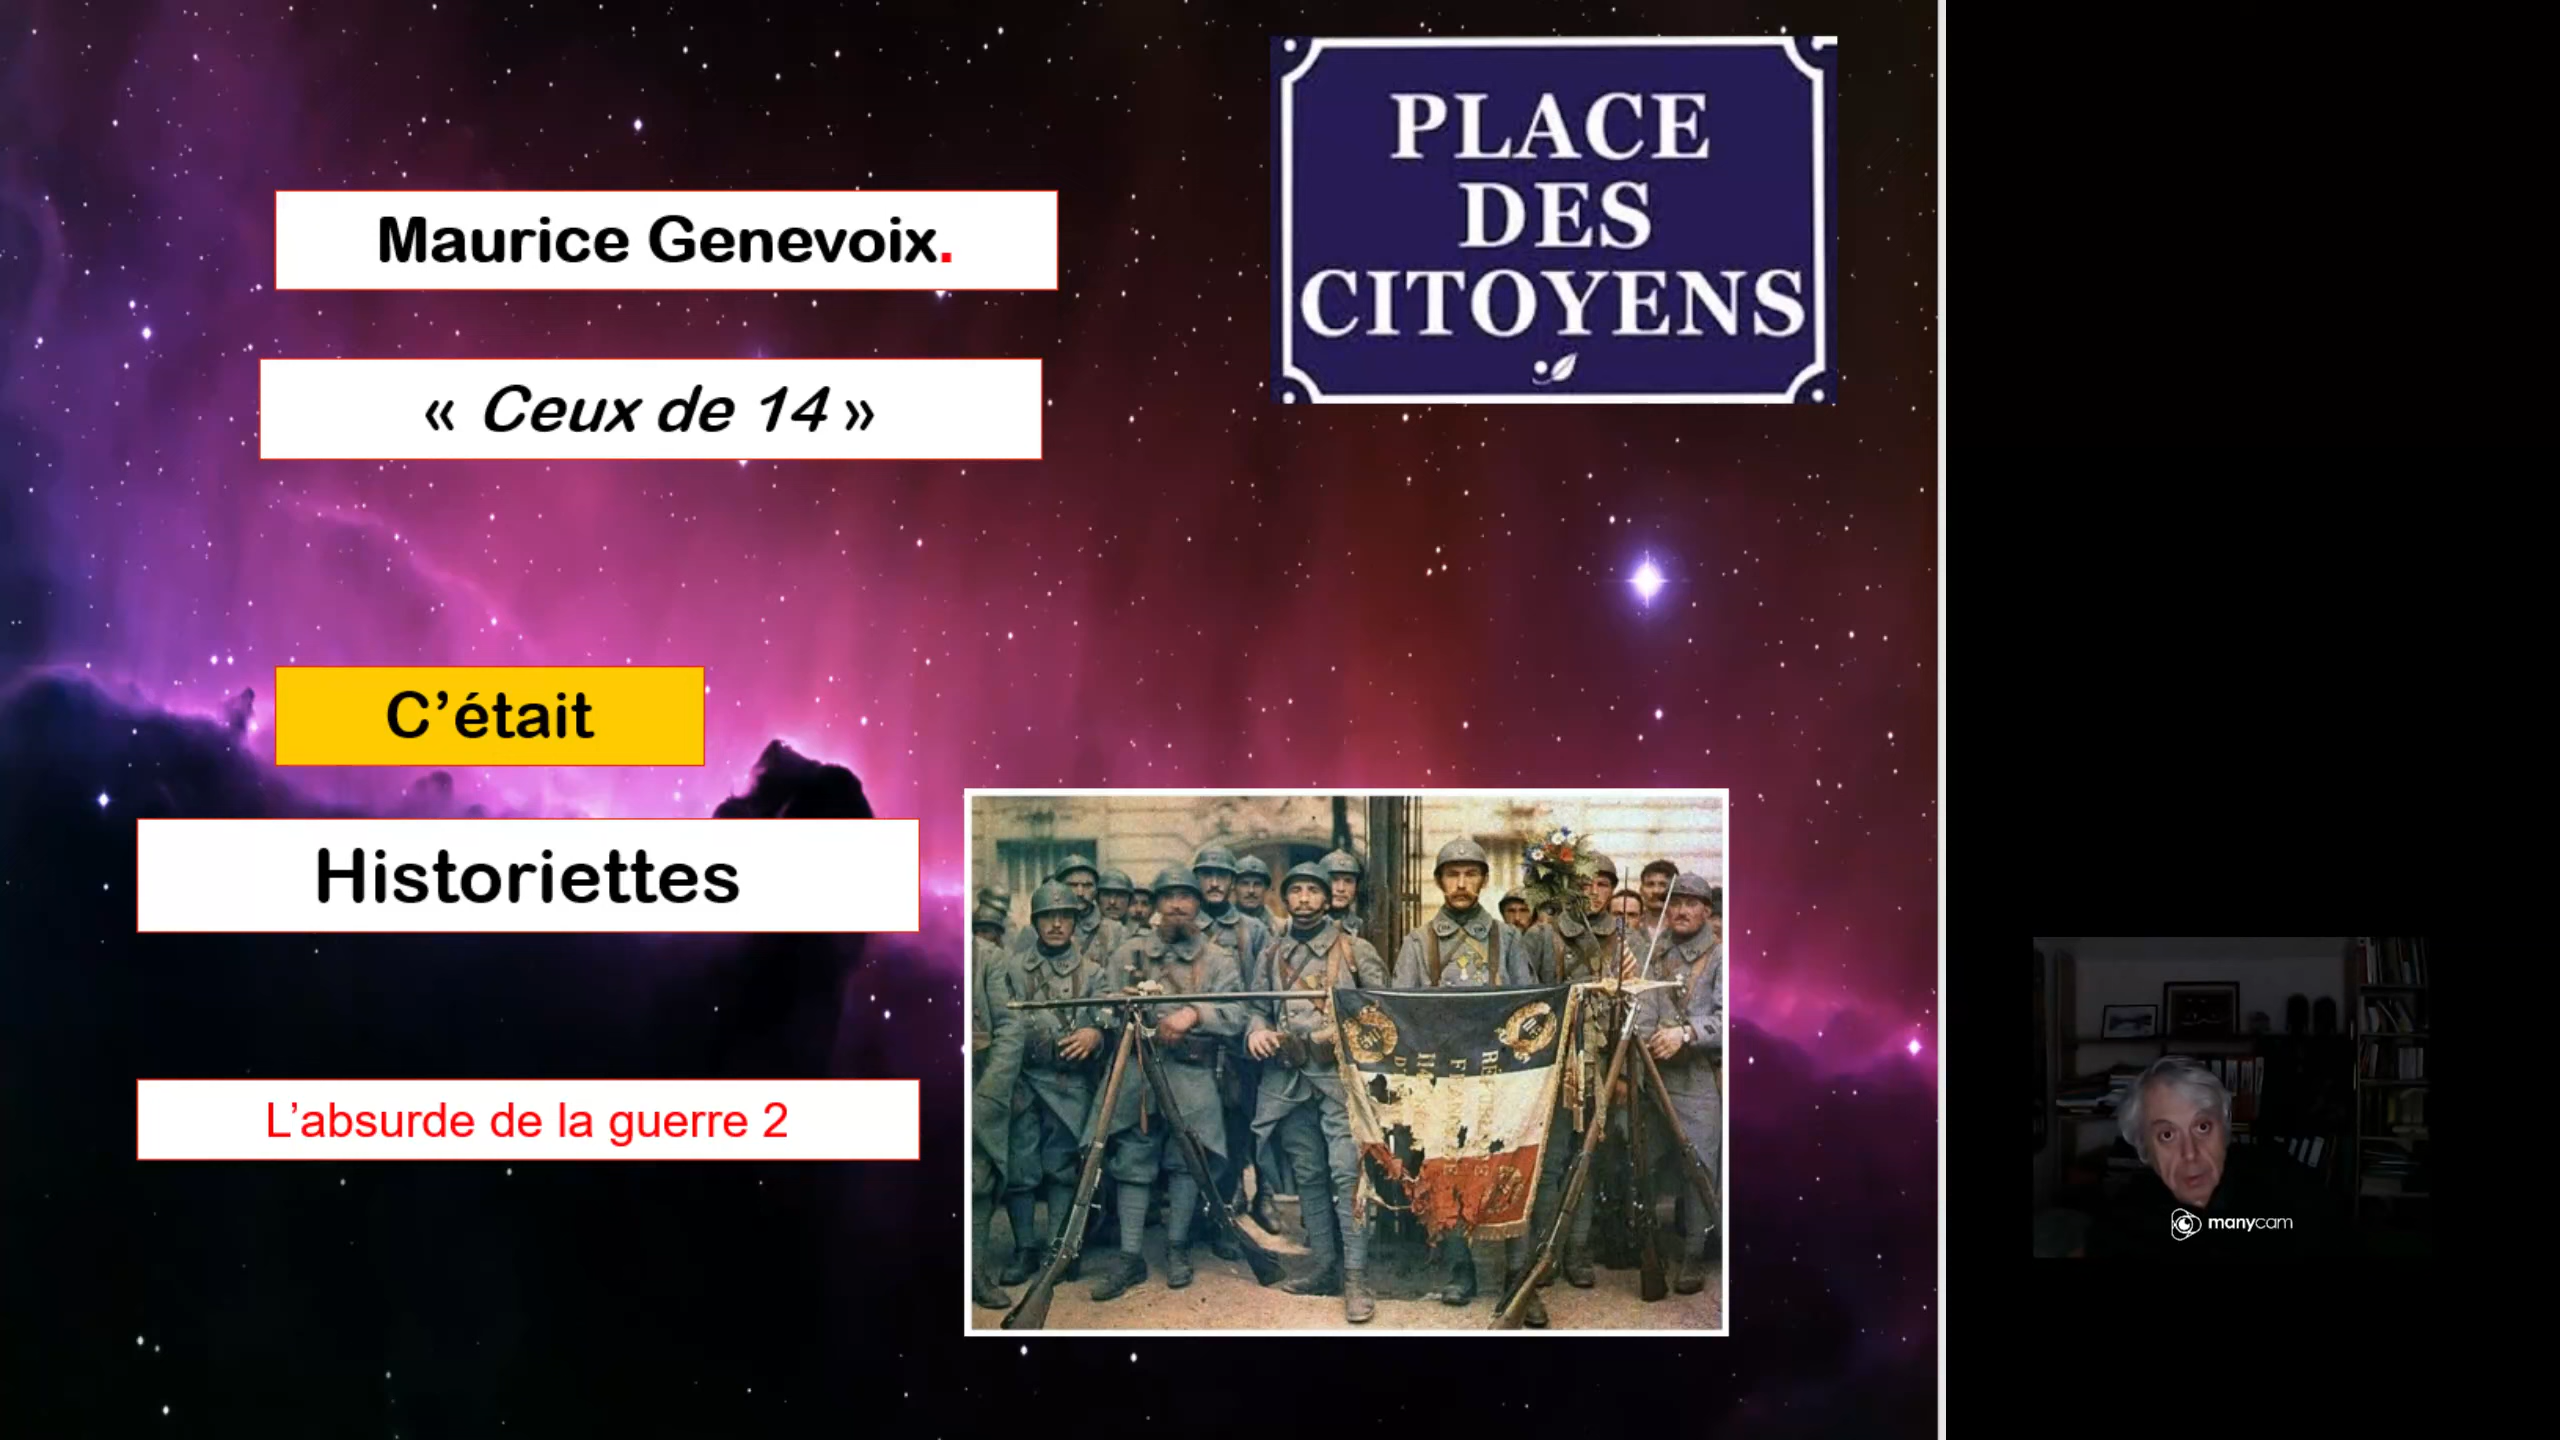 Maurice Genevoix.
« Ceux de 14 »
PLACE
DES
CITOYENS
C’était
Historiettes
L’absurde de la guerre 2
manycam